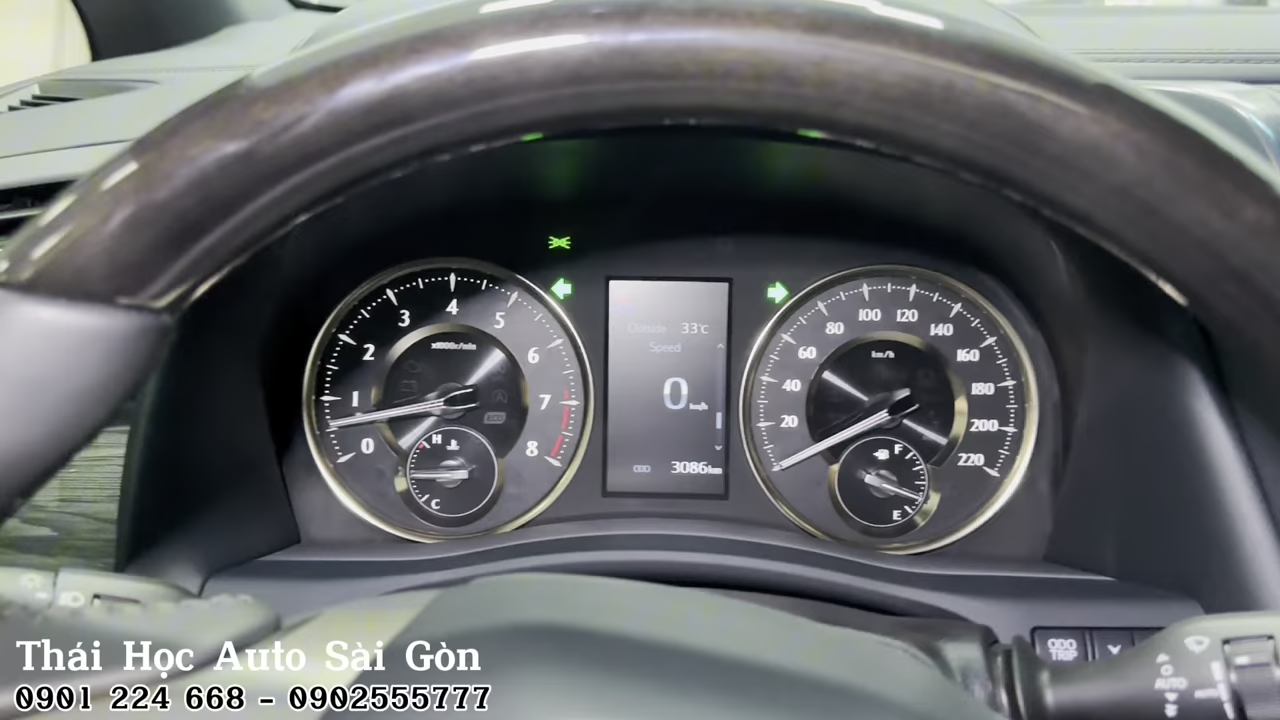 x1000r/min
0
1
2
3
4
5
6
7
8
H
C
ECO
Outside 33°C
Speed
0 km/h
ODO 3086km
km/h
20
40
60
80
100
120
140
160
180
200
220
F
E
ODO
TRIP
AUTO
Thái Học Auto Sài Gòn
0901 224 668 - 0902555777